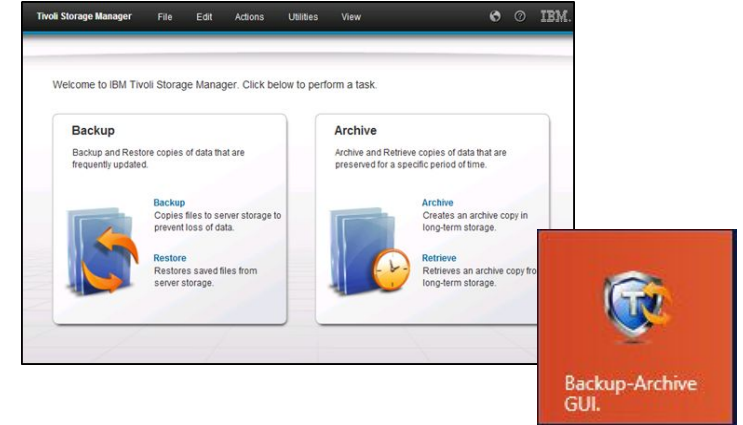 Tivoli Storage Manager File Edit Actions Utilities View IBM.
Welcome to IBM Tivoli Storage Manager. Click below to perform a task.
Backup
Backup and Restore copies of data that are
frequently updated.
Backup
Copies files to server storage to
prevent loss of data.
Restore
Restores saved files from
server storage.
Archive
Archive and Retrieve copies of data that are
preserved for a specific period of time.
Archive
Creates an archive copy in
long-term storage.
Retrieve
Retrieves an archive copy fro
long-term storage.
T
Backup-Archive
GUI.